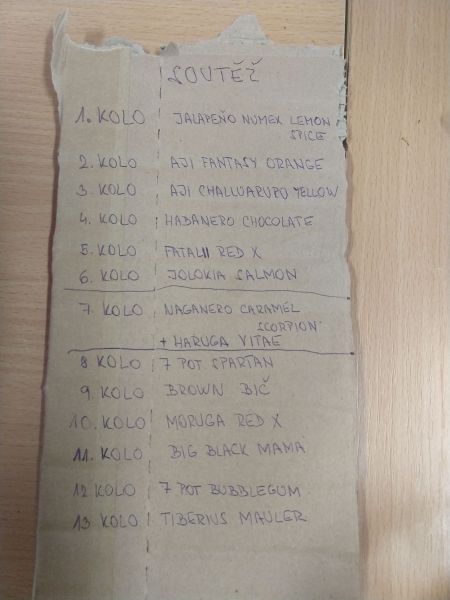 SOUTĚŽ
1. KOLO JALAPEÑO NUMEX LEMON
SPICE
2. KOLO AJI FANTASY ORANGE
3 KOLO AJI CHALLUARUPO YELLOW
4. KOLO HABANERO CHOCOLATE
5. KOLO FATALII RED X
6. KOLO JOLOKIA SALMON
7. KOLO NAGANERO CARAMEL
SCORPION
+ HARUGA VITAE
8 KOLO 7 POT SPARTAN
9. KOLO BROWN BIČ
10. KOLO MORUGA RED X
11. KOLO BIG BLACK MAMA
12 KOLO 7 POT BUBBLEGUM
13 KOLO TIBERIUS MAULER